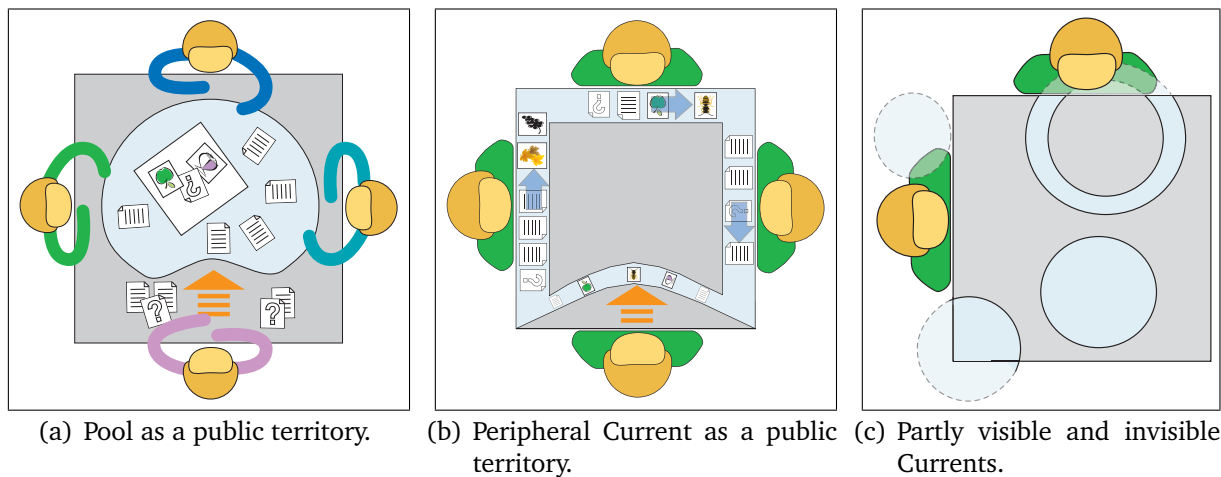 (a) Pool as a public territory.
(b) Peripheral Current as a public
territory.
(c) Partly visible and invisible
Currents.